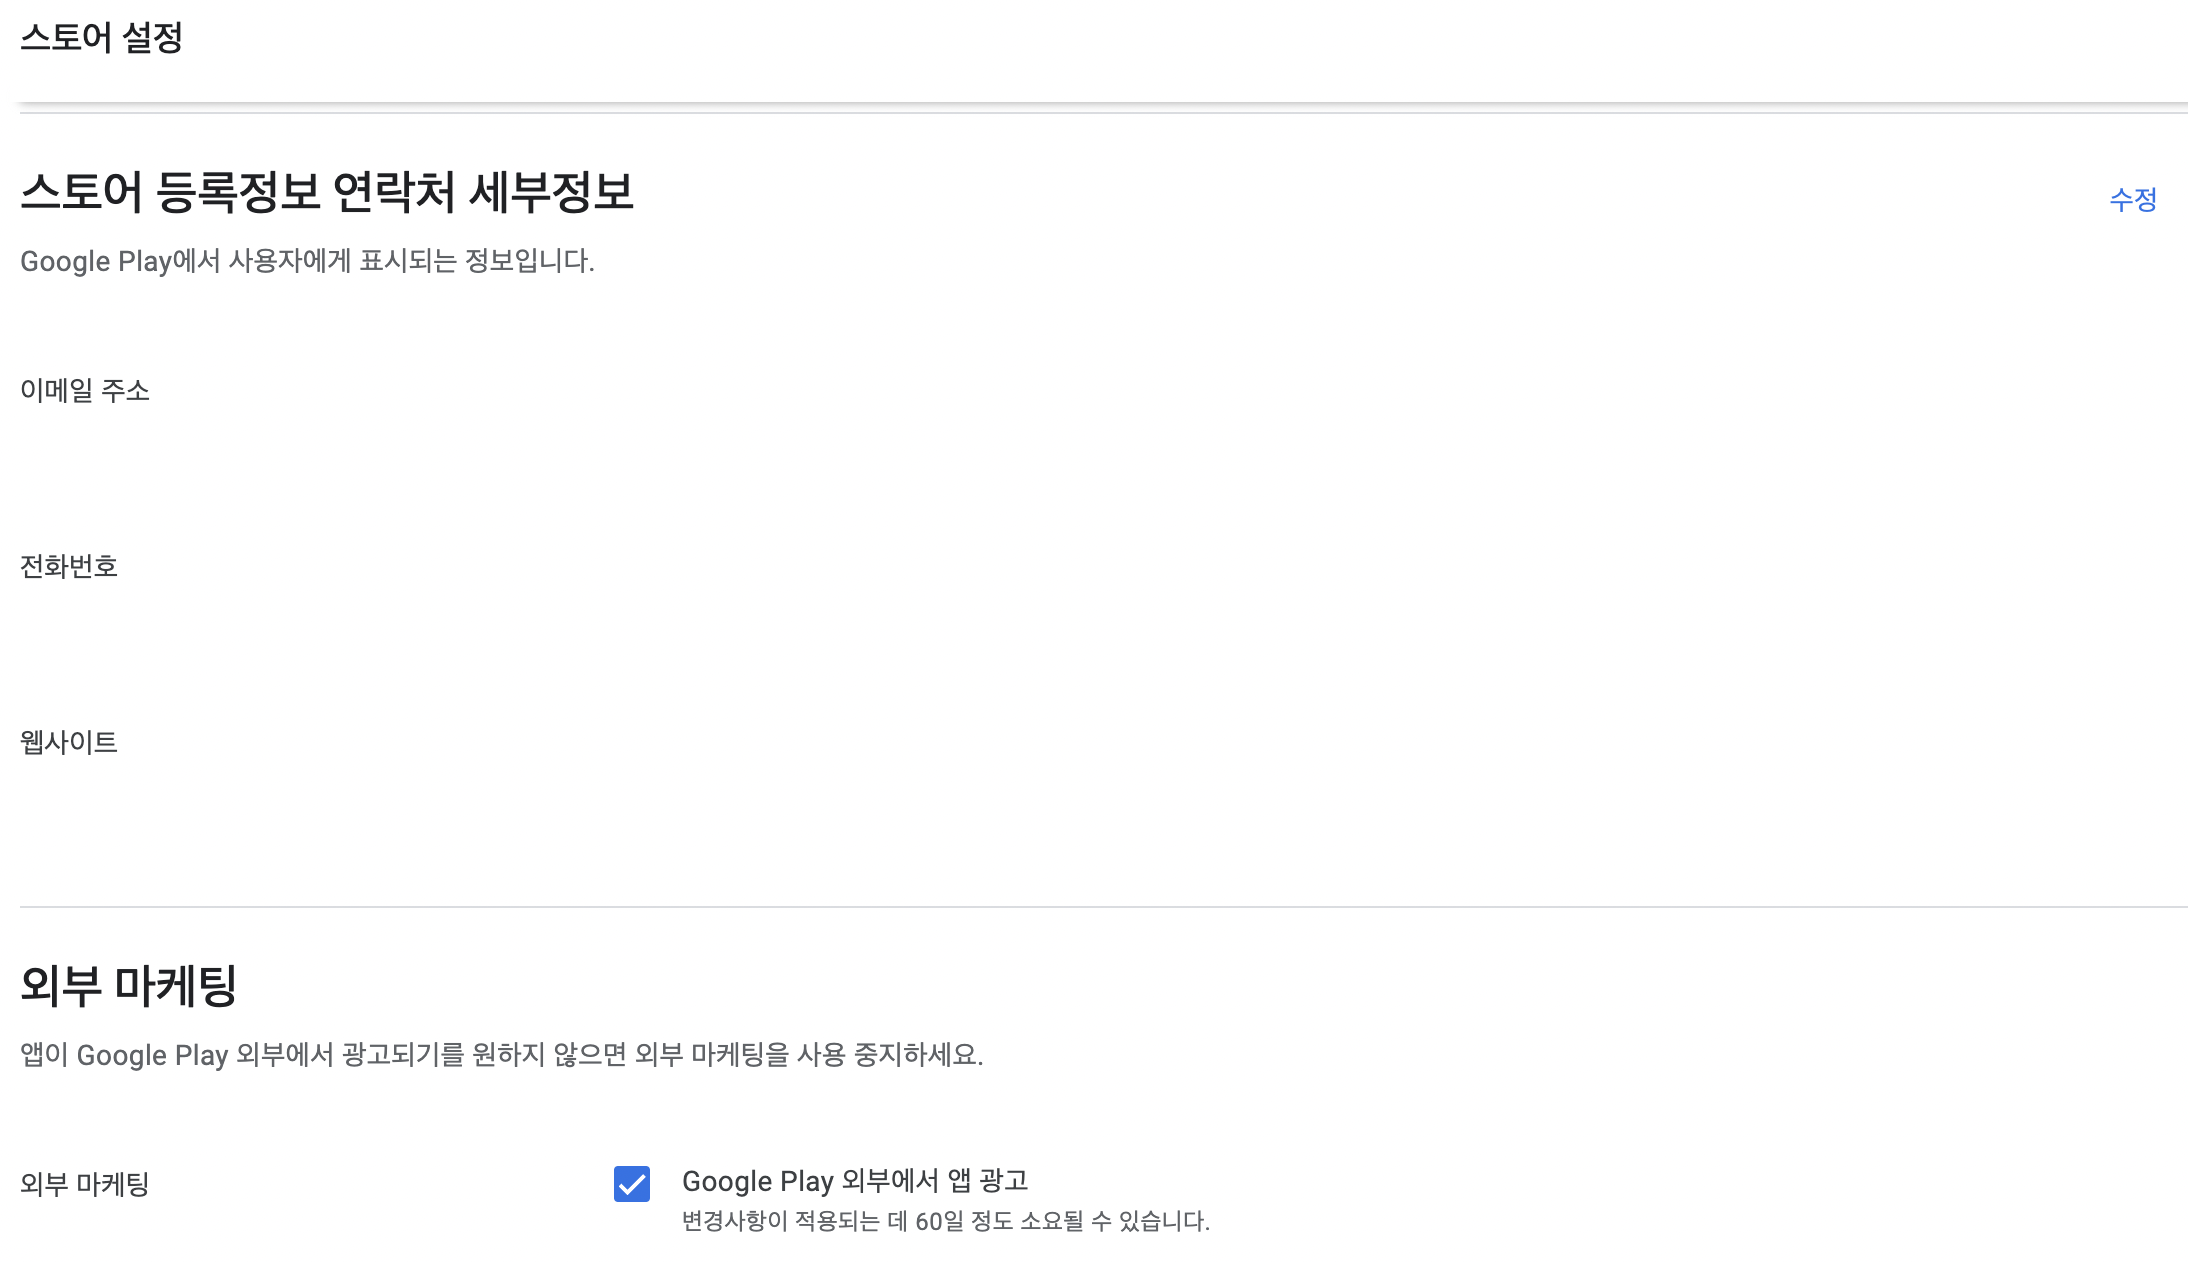 스토어 설정
스토어 등록정보 연락처 세부정보
수정
Google Play에서 사용자에게 표시되는 정보입니다.
이메일 주소
전화번호
웹사이트
외부 마케팅
앱이 Google Play 외부에서 광고되기를 원하지 않으면 외부 마케팅을 사용 중지하세요.
외부 마케팅
Google Play 외부에서 앱 광고
변경사항이 적용되는 데 60일 정도 소요될 수 있습니다.